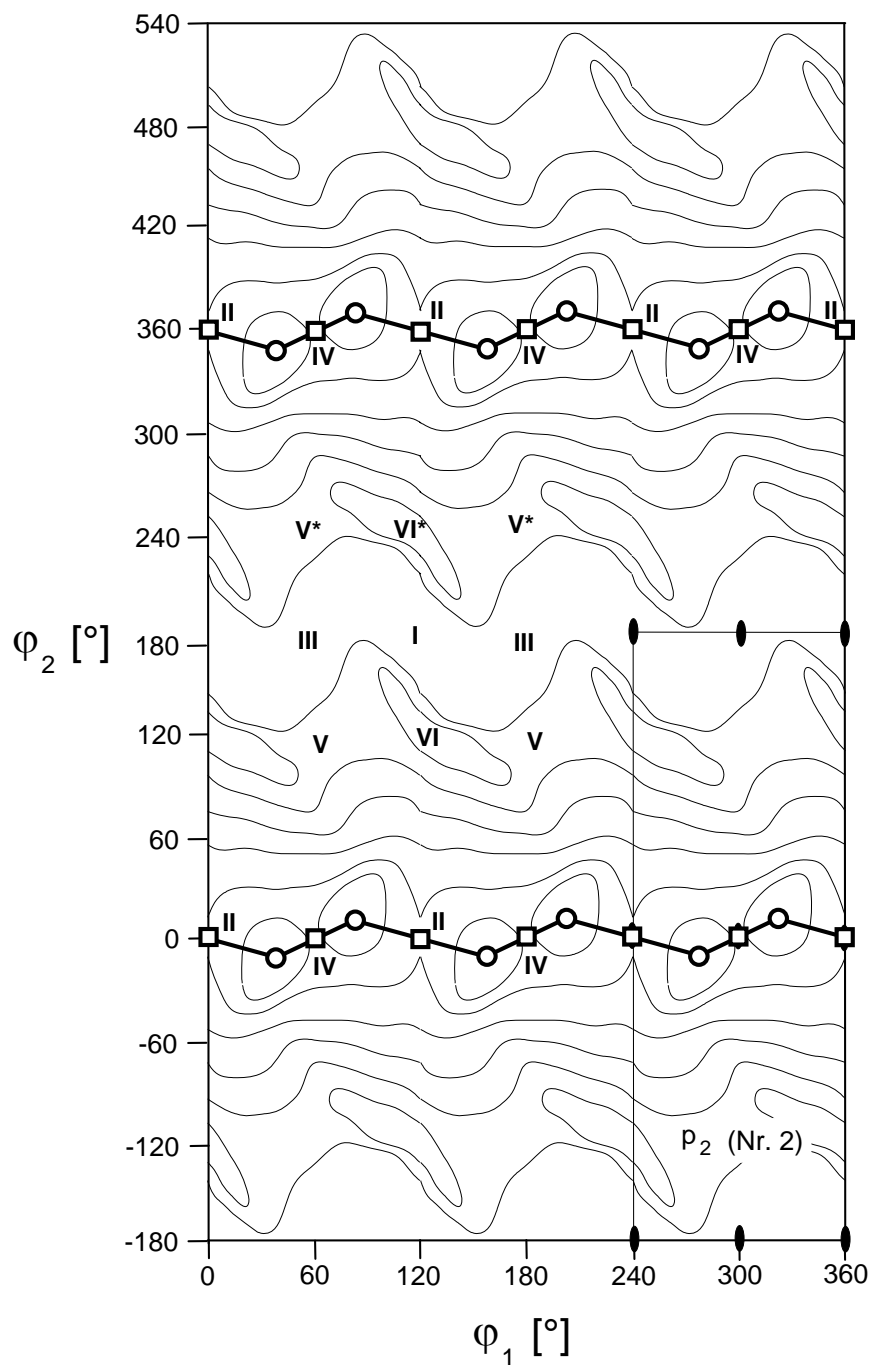 540
480
420
II II II II
360
IV IV IV
300
V* VI* V*
240
φ2 [°]
III I III
180
V VI V
120
60
II II
0
IV IV
-60
p2 (Nr. 2)
-120
-180
0 60 120 180 240 300 360
φ1 [°]